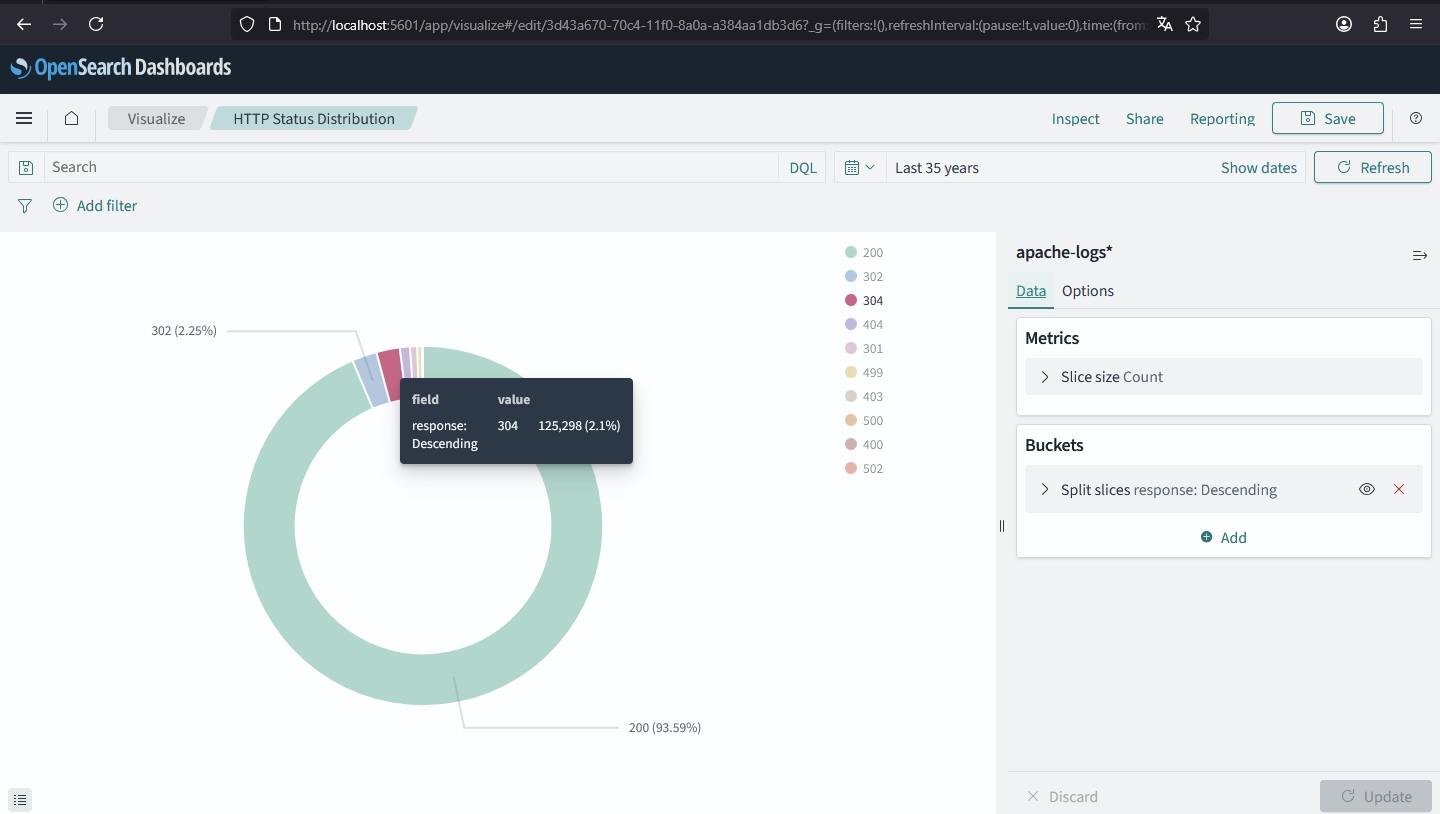 http://localhost:5601/app/visualize#/edit/3d43a670-70c4-11f0-8a0a-a384aa1db3d6?_g=(filters:!(),refreshInterval:(pause:!t,value:0),time:(from:
OpenSearch Dashboards
Visualize
HTTP Status Distribution
Inspect
Share
Reporting
Save
Search
DQL
Last 35 years
Show dates
Refresh
Add filter
302 (2.25%)
field value
response: Descending 304 125,298 (2.1%)
200 (93.59%)
200
302
304
404
301
499
403
500
400
502
apache-logs*
Data
Options
Metrics
Slice size Count
Buckets
Split slices response: Descending
Add
Discard
Update